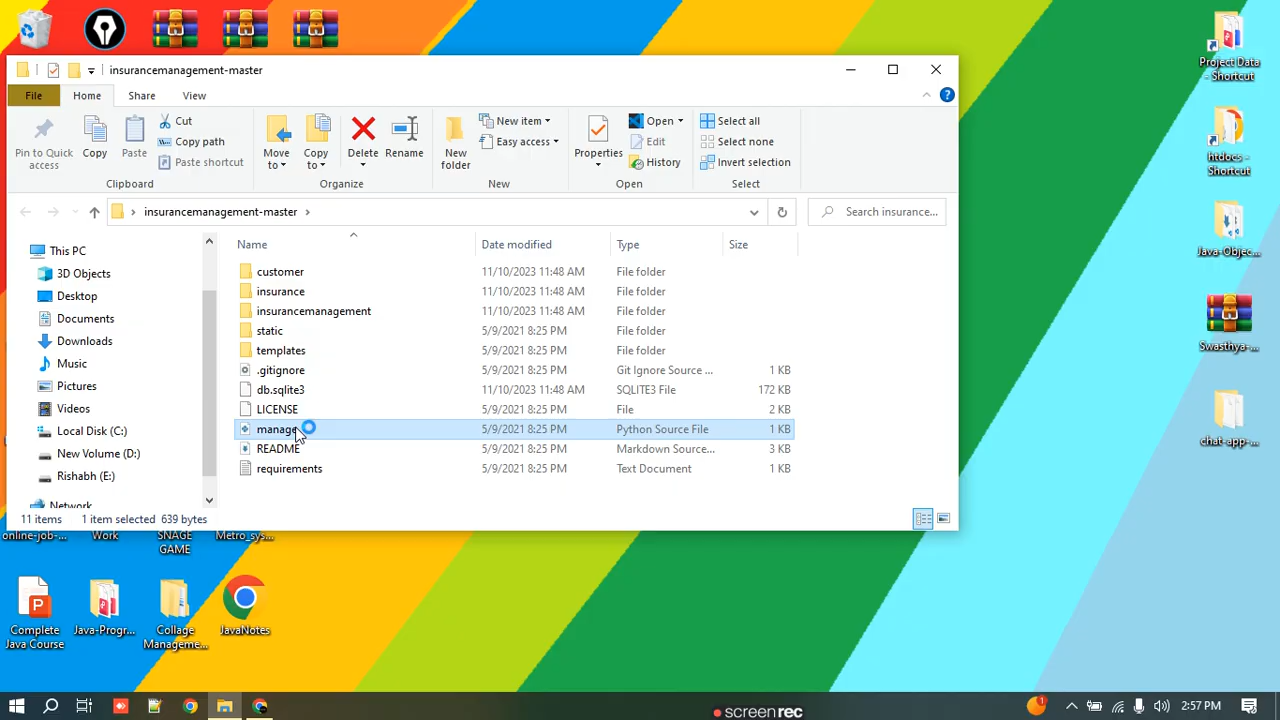 insurancemanagement-master
File
Home
Share
View
Pin to Quick access
Copy
Paste
Cut
Copy path
Paste shortcut
Clipboard
Move to
Copy to
Delete
Rename
Organize
New folder
New item
Easy access
New
Properties
Open
Edit
History
Open
Select all
Select none
Invert selection
Select
insurancemanagement-master
Search insurance...
This PC
3D Objects
Desktop
Documents
Downloads
Music
Pictures
Videos
Local Disk (C:)
New Volume (D:)
Rishabh (E:)
Network
Name Date modified Type Size
customer 11/10/2023 11:48 AM File folder
insurance 11/10/2023 11:48 AM File folder
insurancemanagement 11/10/2023 11:48 AM File folder
static 5/9/2021 8:25 PM File folder
templates 5/9/2021 8:25 PM File folder
.gitignore 5/9/2021 8:25 PM Git Ignore Source ... 1 KB
db.sqlite3 11/10/2023 11:48 AM SQLITE3 File 172 KB
LICENSE 5/9/2021 8:25 PM File 2 KB
manage 5/9/2021 8:25 PM Python Source File 1 KB
README 5/9/2021 8:25 PM Markdown Source... 3 KB
requirements 5/9/2021 8:25 PM Text Document 1 KB
11 items 1 item selected 639 bytes
online-job-...
Work
SNAGE GAME
Metro_sys...
Complete Java Course
Java-Progr...
Collage Manageme...
JavaNotes
Project Data - Shortcut
htdocs - Shortcut
Java-Objec...
Swasthya-...
chat-app-...
screenrec
1
2:57 PM